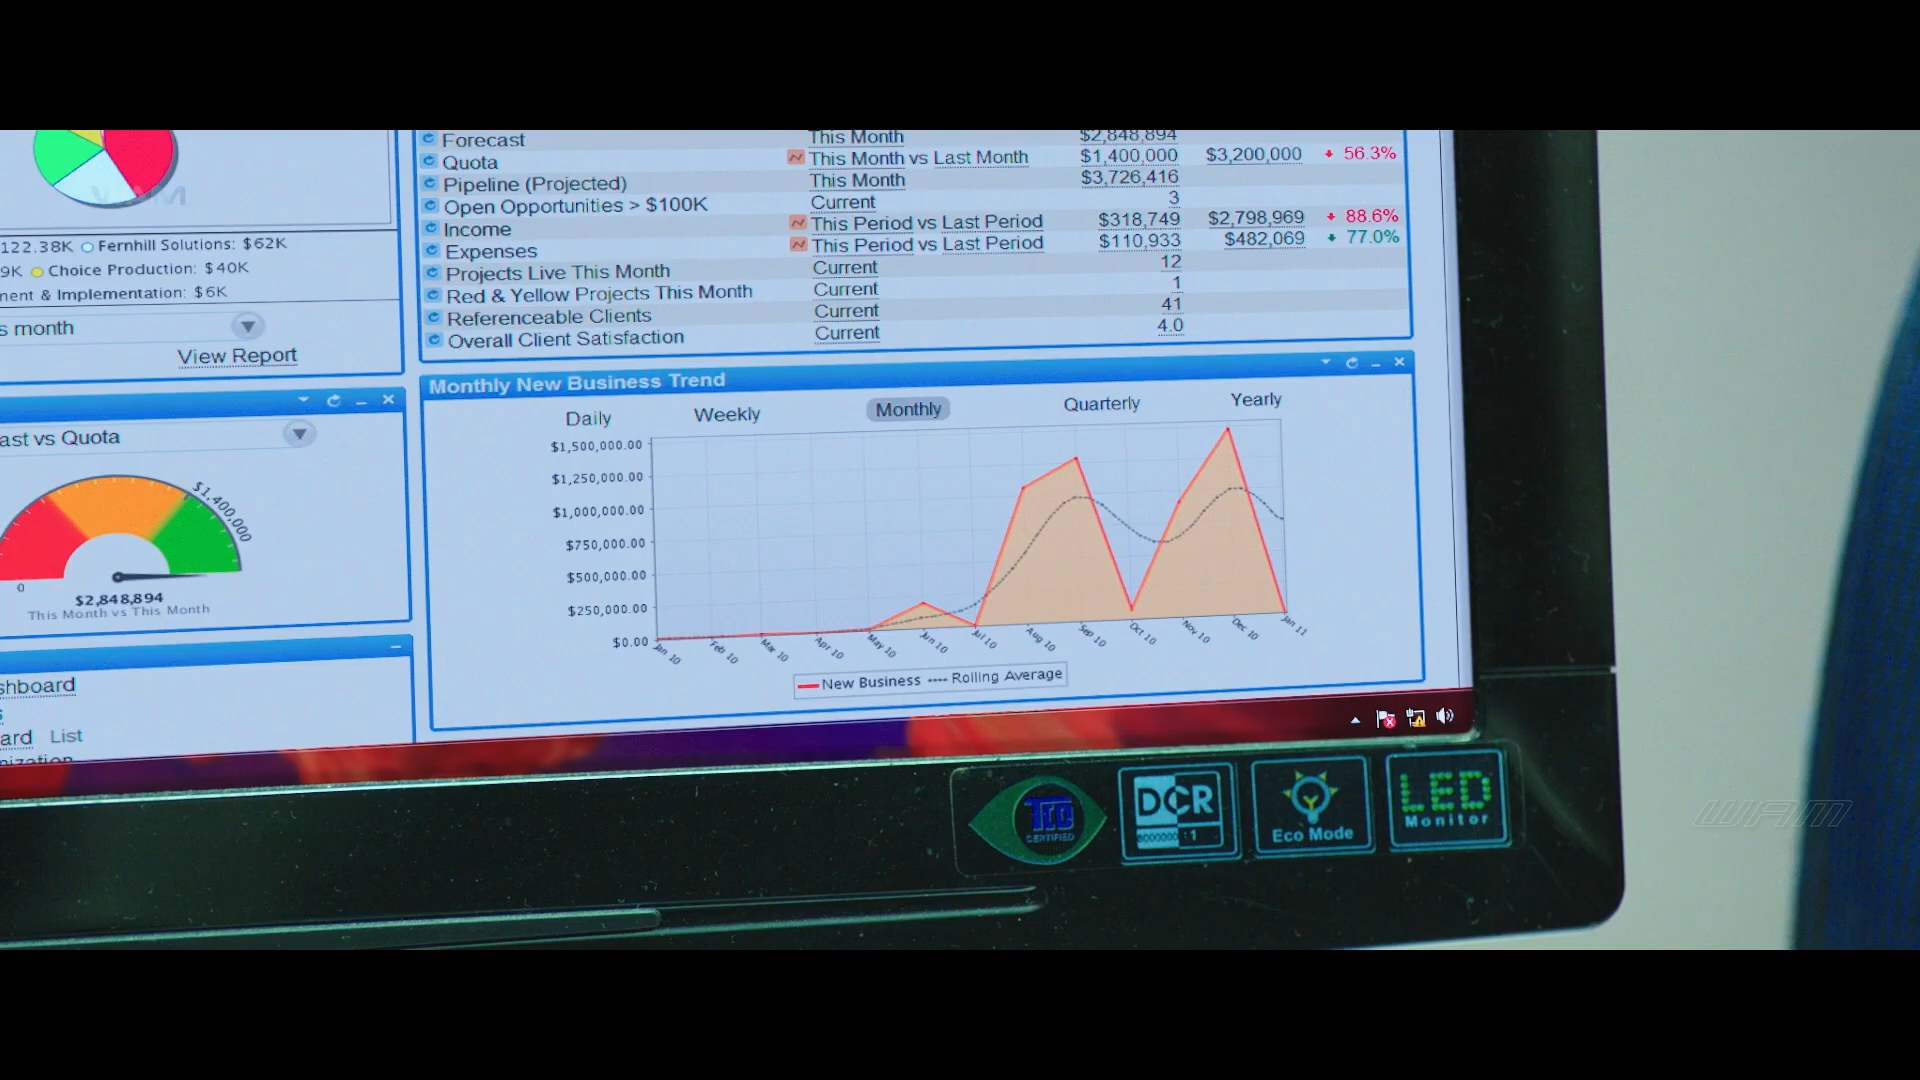 Forecast This Month $2,848,894
Quota This Month vs Last Month $1,400,000 $3,200,000 56.3%
Pipeline (Projected) This Month $3,726,416
Open Opportunities > $100K Current 3
Income This Period vs Last Period $318,749 $2,798,969 88.6%
Expenses This Period vs Last Period $110,933 $482,069 77.0%
Projects Live This Month Current 12
Red & Yellow Projects This Month Current 1
Referenceable Clients Current 41
Overall Client Satisfaction Current 4.0
122.38K Fernhill Solutions: $62K
9K Choice Production: $40K
nent & Implementation: $6K
s month
View Report
ast vs Quota
$1,400,000
0
$2,848,894
This Month vs This Month
shboard
ard List
nization
Monthly New Business Trend
Daily Weekly Monthly Quarterly Yearly
$1,500,000.00
$1,250,000.00
$1,000,000.00
$750,000.00
$500,000.00
$250,000.00
$0.00
Jan 10 Feb 10 Mar 10 Apr 10 May 10 Jun 10 Jul 10 Aug 10 Sep 10 Oct 10 Nov 10 Dec 10 Jan 11
New Business Rolling Average
TCO CERTIFIED
DCR
8000000:1
Eco Mode
LED
Monitor
WAM